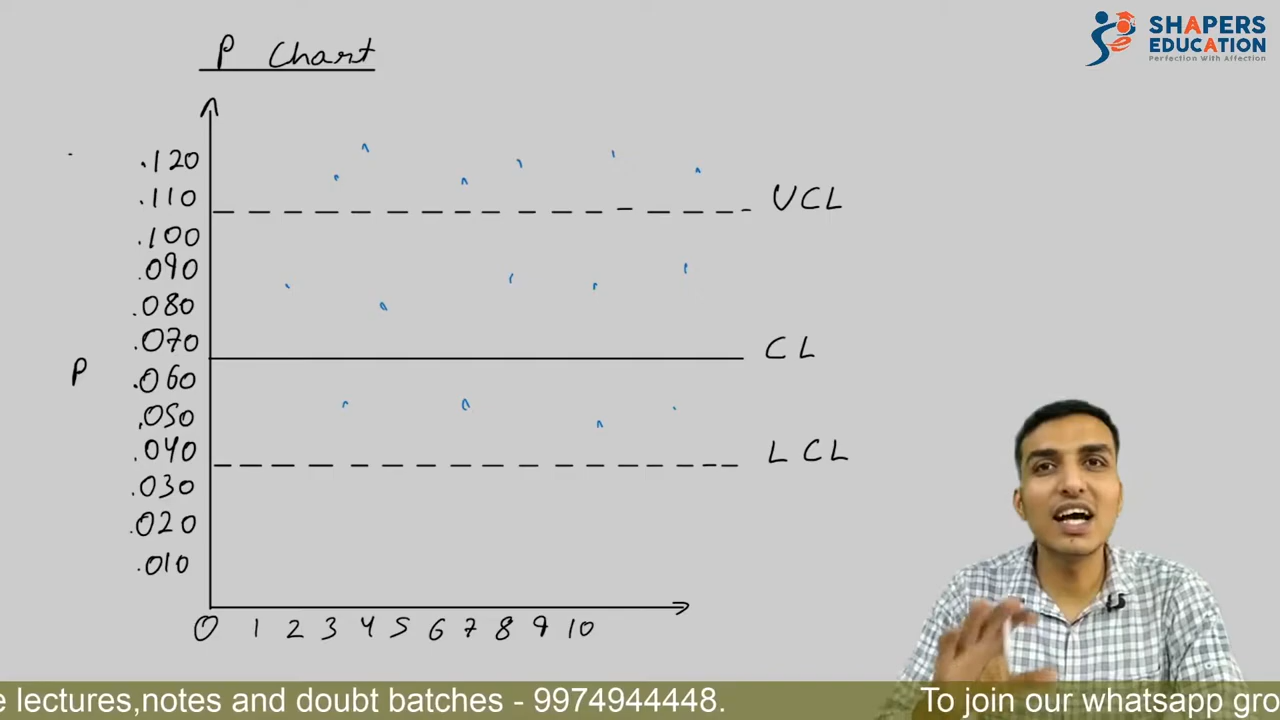 P Chart
SHAPERS
EDUCATION
Perfection With Affection
.120
.110
UCL
.100
.090
.080
.070
CL
P
.060
.050
.040
LCL
.030
.020
.010
0 1 2 3 4 5 6 7 8 9 10
e lectures,notes and doubt batches - 9974944448. To join our whatsapp gro